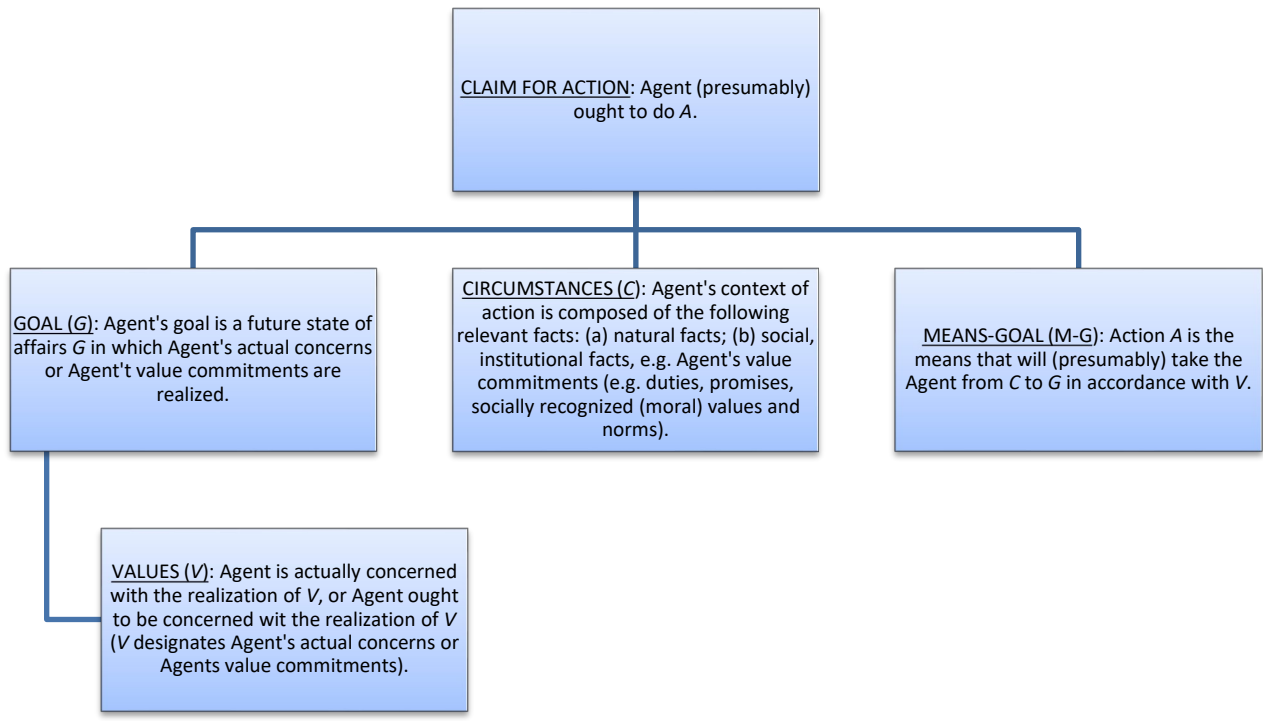 CLAIM FOR ACTION: Agent (presumably)
ought to do A.
GOAL (G): Agent's goal is a future state of
affairs G in which Agent's actual concerns
or Agent't value commitments are
realized.
CIRCUMSTANCES (C): Agent's context of
action is composed of the following
relevant facts: (a) natural facts; (b) social,
institutional facts, e.g. Agent's value
commitments (e.g. duties, promises,
socially recognized (moral) values and
norms).
MEANS-GOAL (M-G): Action A is the
means that will (presumably) take the
Agent from C to G in accordance with V.
VALUES (V): Agent is actually concerned
with the realization of V, or Agent ought
to be concerned wit the realization of V
(V designates Agent's actual concerns or
Agents value commitments).